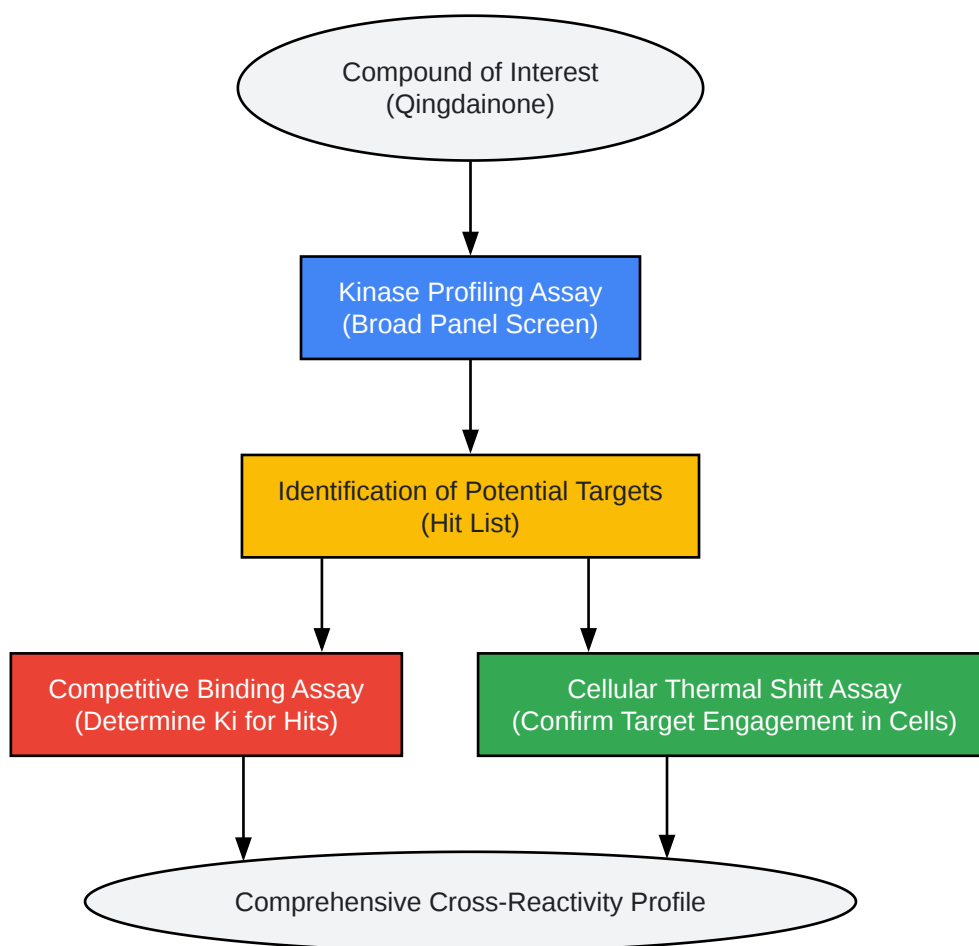 Compound of Interest
(Qingdainone)
Kinase Profiling Assay
(Broad Panel Screen)
Identification of Potential Targets
(Hit List)
Competitive Binding Assay
(Determine Ki for Hits)
Cellular Thermal Shift Assay
(Confirm Target Engagement in Cells)
Comprehensive Cross-Reactivity Profile